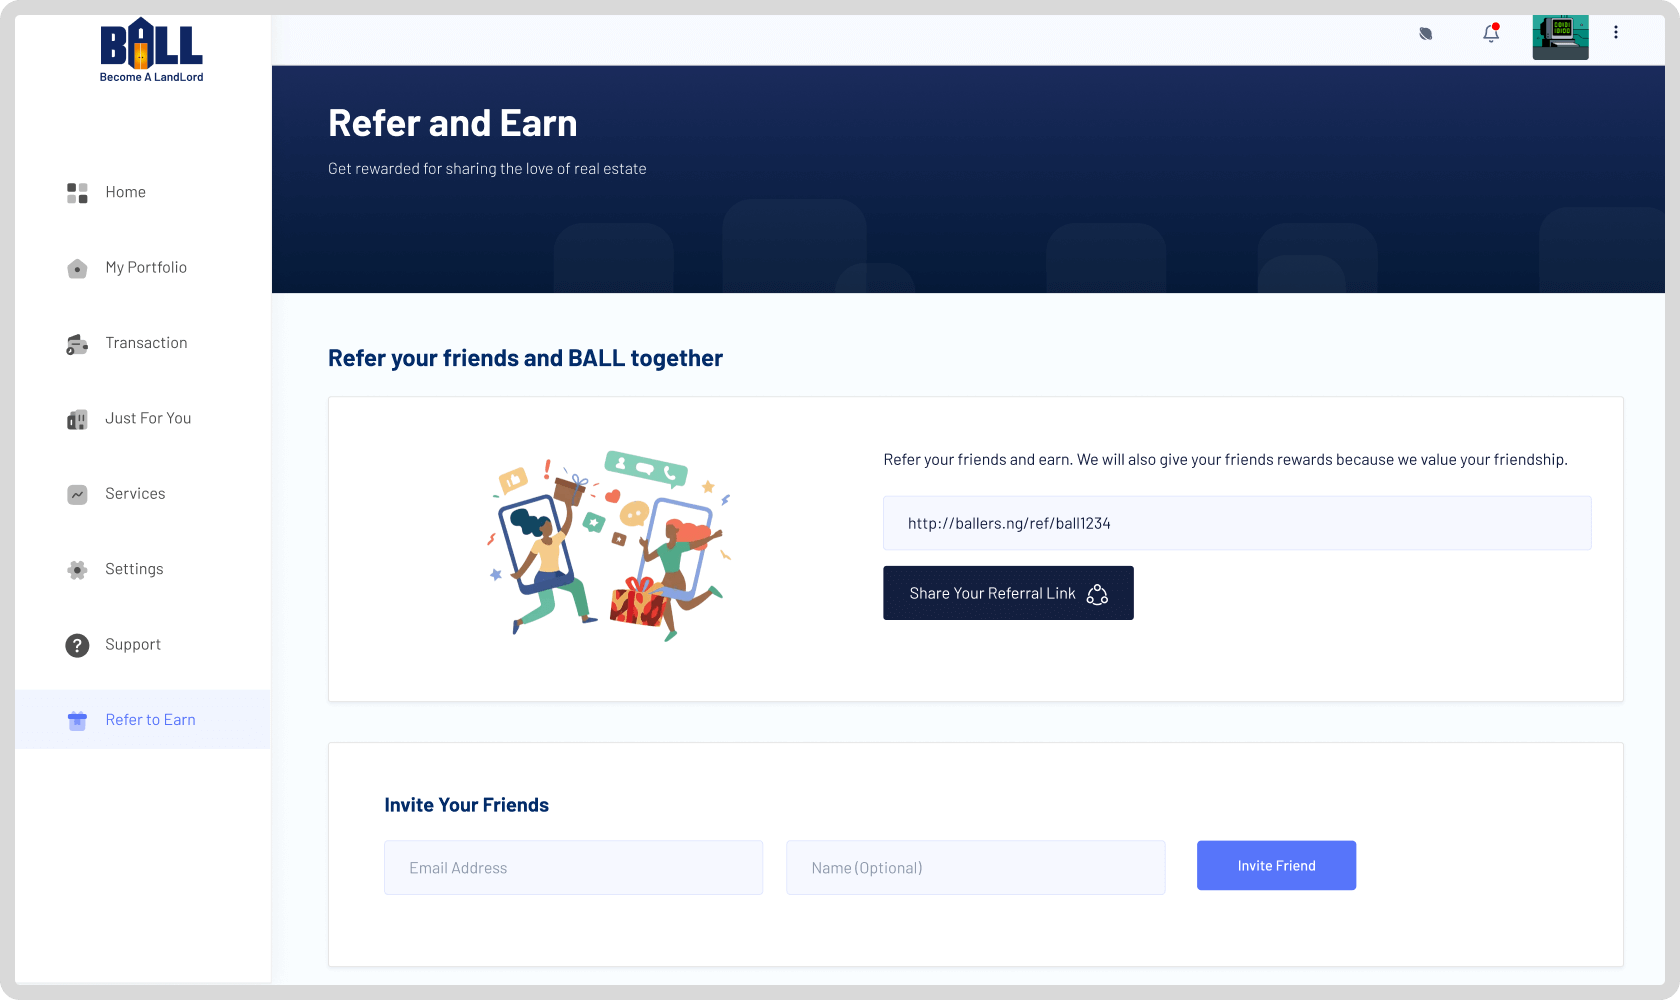 BALL
Become A LandLord
Home
My Portfolio
Transaction
Just For You
Services
Settings
Support
Refer to Earn
Refer and Earn
Get rewarded for sharing the love of real estate
Refer your friends and BALL together
Refer your friends and earn. We will also give your friends rewards because we value your friendship.
http://ballers.ng/ref/ball1234
Share Your Referral Link
Invite Your Friends
Email Address
Name (Optional)
Invite Friend